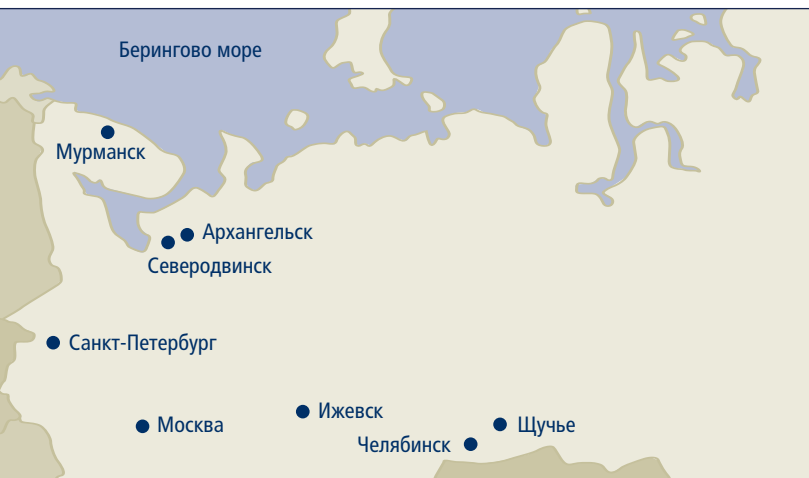 Берингово море
Мурманск
Архангельск
Северодвинск
Санкт-Петербург
Ижевск
Москва
Щучье
Челябинск